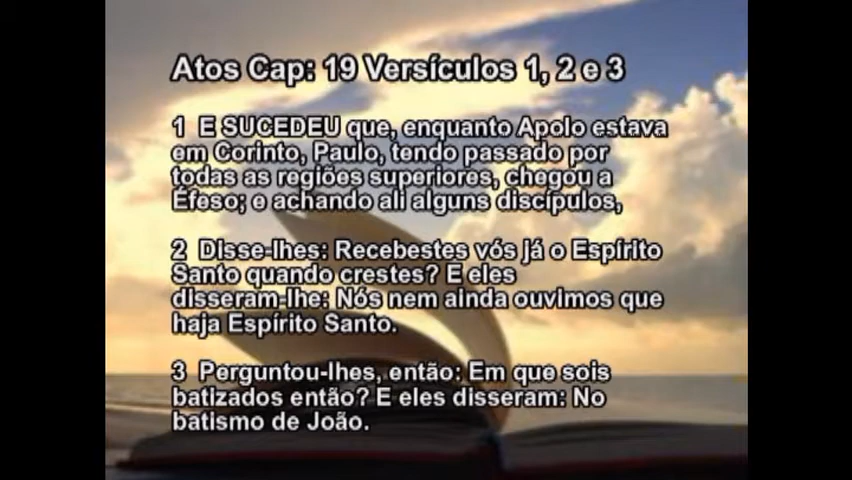 Atos Cap: 19 Versículos 1, 2 e 3
1 E SUCEDEU que, enquanto Apolo estava
em Corinto, Paulo, tendo passado por
todas as regiões superiores, chegou a
Éfeso; e achando ali alguns discípulos,
2 Disse-lhes: Recebestes vós já o Espírito
Santo quando crestes? E eles
disseram-lhe: Nós nem ainda ouvimos que
haja Espírito Santo.
3 Perguntou-lhes, então: Em que sois
batizados então? E eles disseram: No
batismo de João.